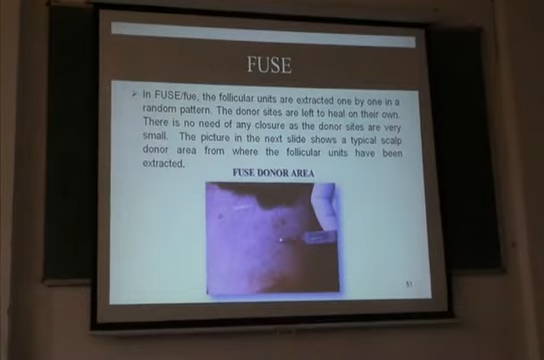 FUSE
➢ In FUSE/fue, the follicular units are extracted one by one in a
random pattern. The donor sites are left to heal on their own.
There is no need of any closure as the donor sites are very
small. The picture in the next slide shows a typical scalp
donor area from where the follicular units have been
extracted.
FUSE DONOR AREA
51